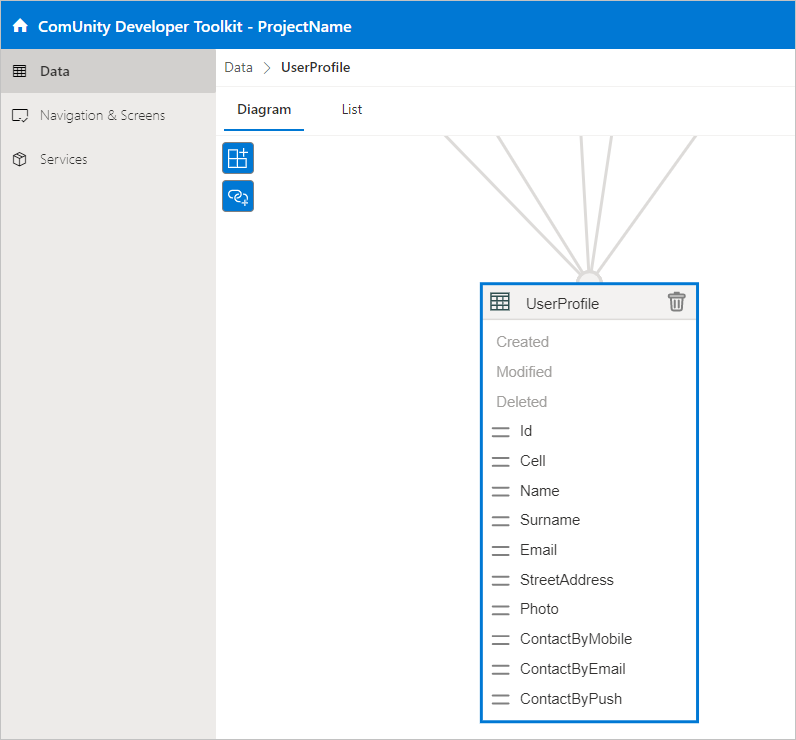 ComUnity Developer Toolkit - ProjectName
Data
Navigation & Screens
Services
Data > UserProfile
Diagram List
UserProfile
Created
Modified
Deleted
Id
Cell
Name
Surname
Email
StreetAddress
Photo
ContactByMobile
ContactByEmail
ContactByPush